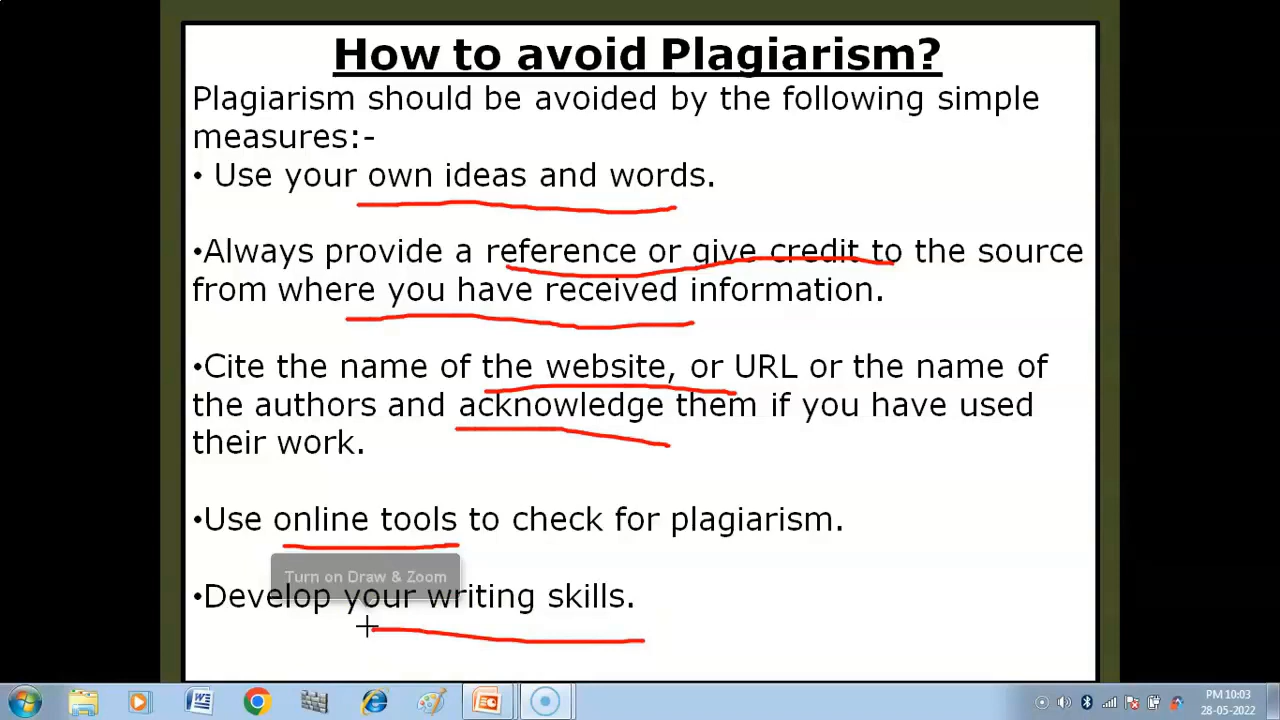 How to avoid Plagiarism?
Plagiarism should be avoided by the following simple
measures:-
• Use your own ideas and words.
•Always provide a reference or give credit to the source
from where you have received information.
•Cite the name of the website, or URL or the name of
the authors and acknowledge them if you have used
their work.
•Use online tools to check for plagiarism.
Turn on Draw & Zoom
•Develop your writing skills.
PM 10:03
28-05-2022